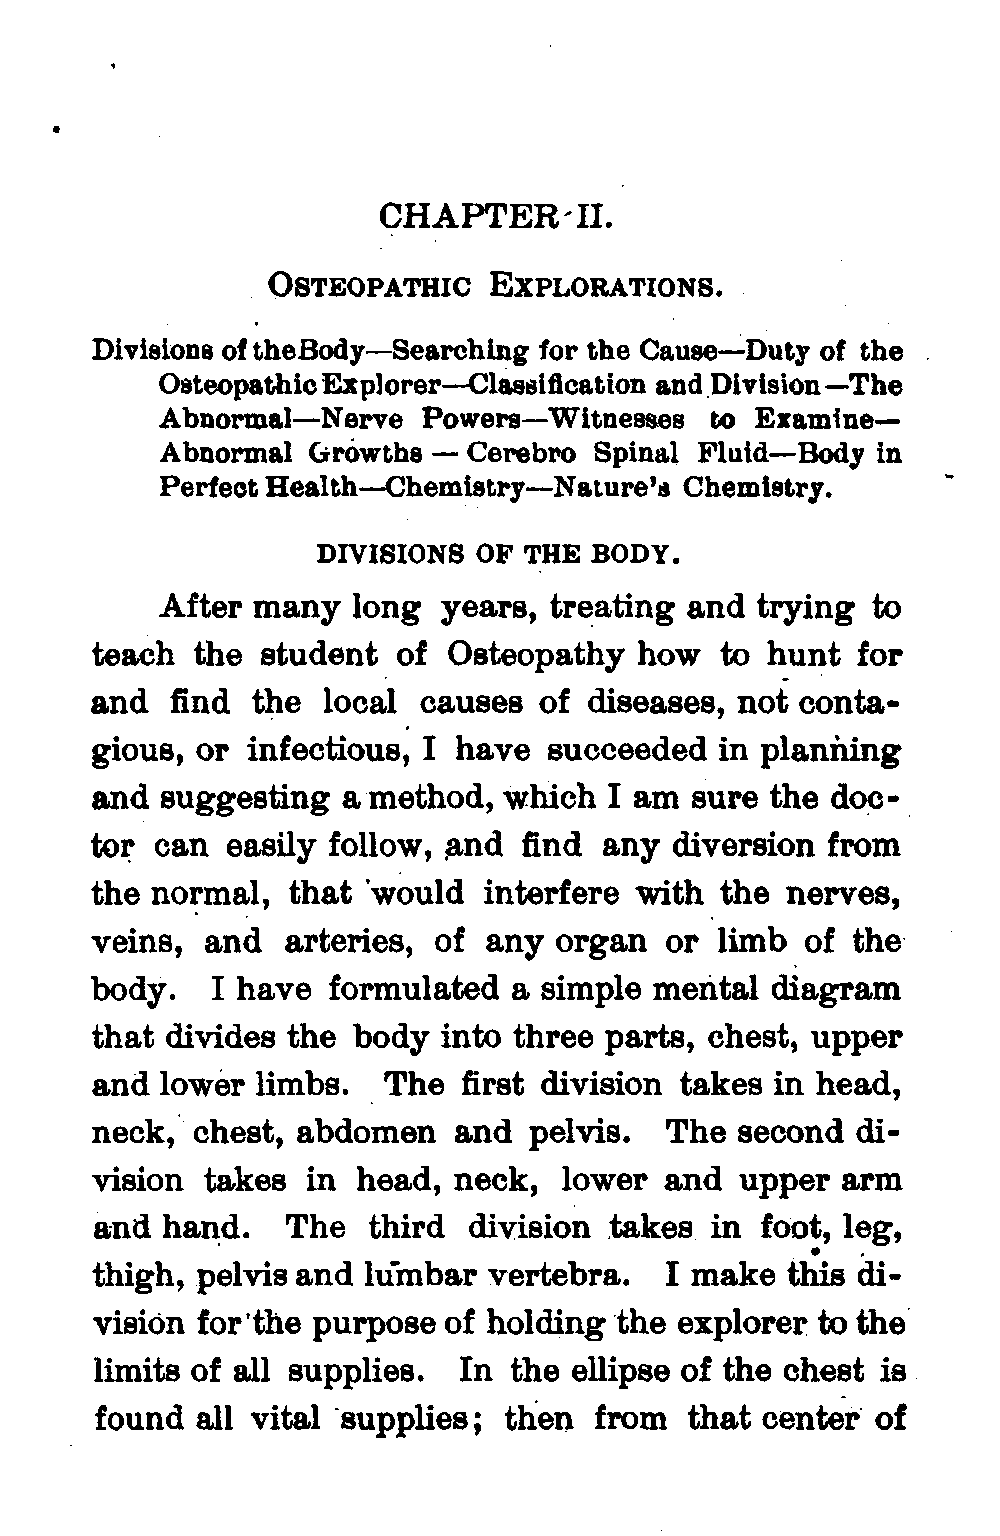 CHAPTER II.
OSTEOPATHIC EXPLORATIONS.
Divisions of the Body—Searching for the Cause—Duty of the
Osteopathic Explorer—Classification and Division—The
Abnormal—Nerve Powers—Witnesses to Examine—
Abnormal Growths — Cerebro Spinal Fluid—Body in
Perfect Health—Chemistry—Nature's Chemistry.
DIVISIONS OF THE BODY.
After many long years, treating and trying to
teach the student of Osteopathy how to hunt for
and find the local causes of diseases, not conta-
gious, or infectious, I have succeeded in planning
and suggesting a method, which I am sure the doc-
tor can easily follow, and find any diversion from
the normal, that would interfere with the nerves,
veins, and arteries, of any organ or limb of the
body. I have formulated a simple mental diagram
that divides the body into three parts, chest, upper
and lower limbs. The first division takes in head,
neck, chest, abdomen and pelvis. The second di-
vision takes in head, neck, lower and upper arm
and hand. The third division takes in foot, leg,
thigh, pelvis and lumbar vertebra. I make this di-
vision for the purpose of holding the explorer to the
limits of all supplies. In the ellipse of the chest is
found all vital supplies; then from that center of